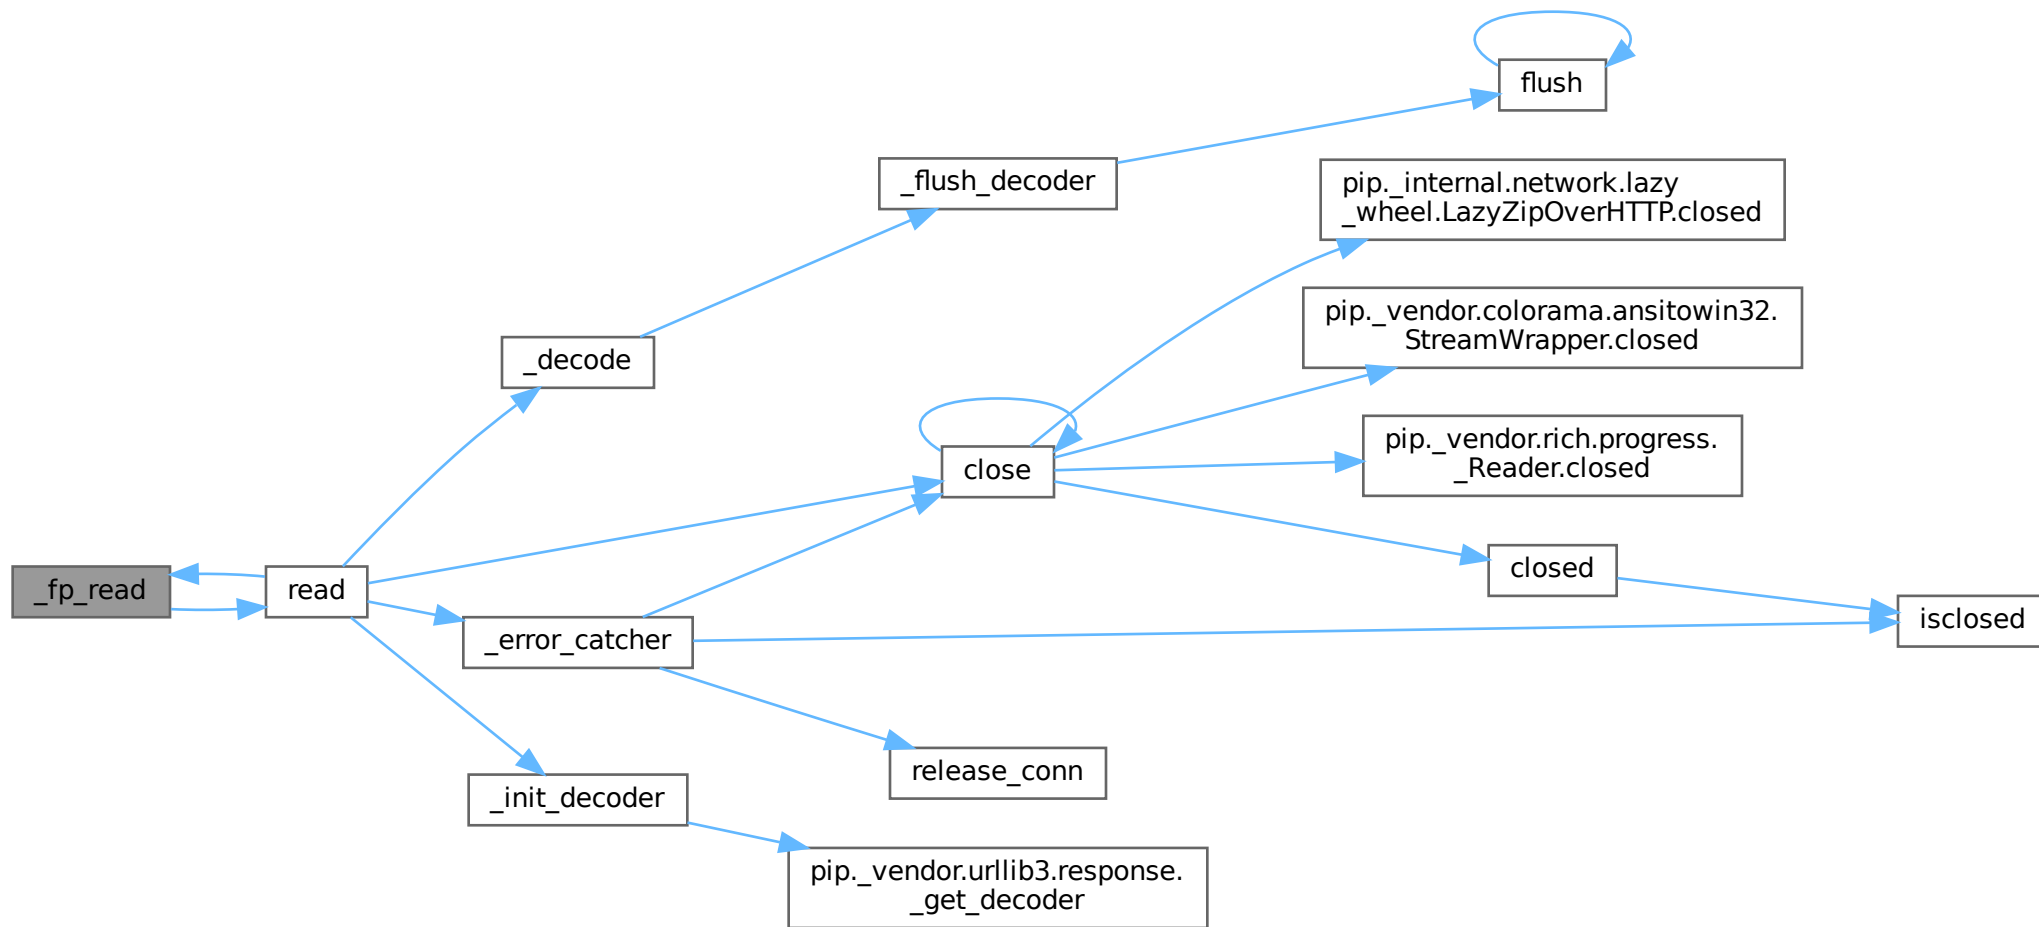 flush
_flush_decoder
pip._internal.network.lazy
_wheel.LazyZipOverHTTP.closed
pip._vendor.colorama.ansitowin32.
StreamWrapper.closed
_decode
close
pip._vendor.rich.progress.
_Reader.closed
closed
_fp_read
read
isclosed
_error_catcher
release_conn
_init_decoder
pip._vendor.urllib3.response.
_get_decoder